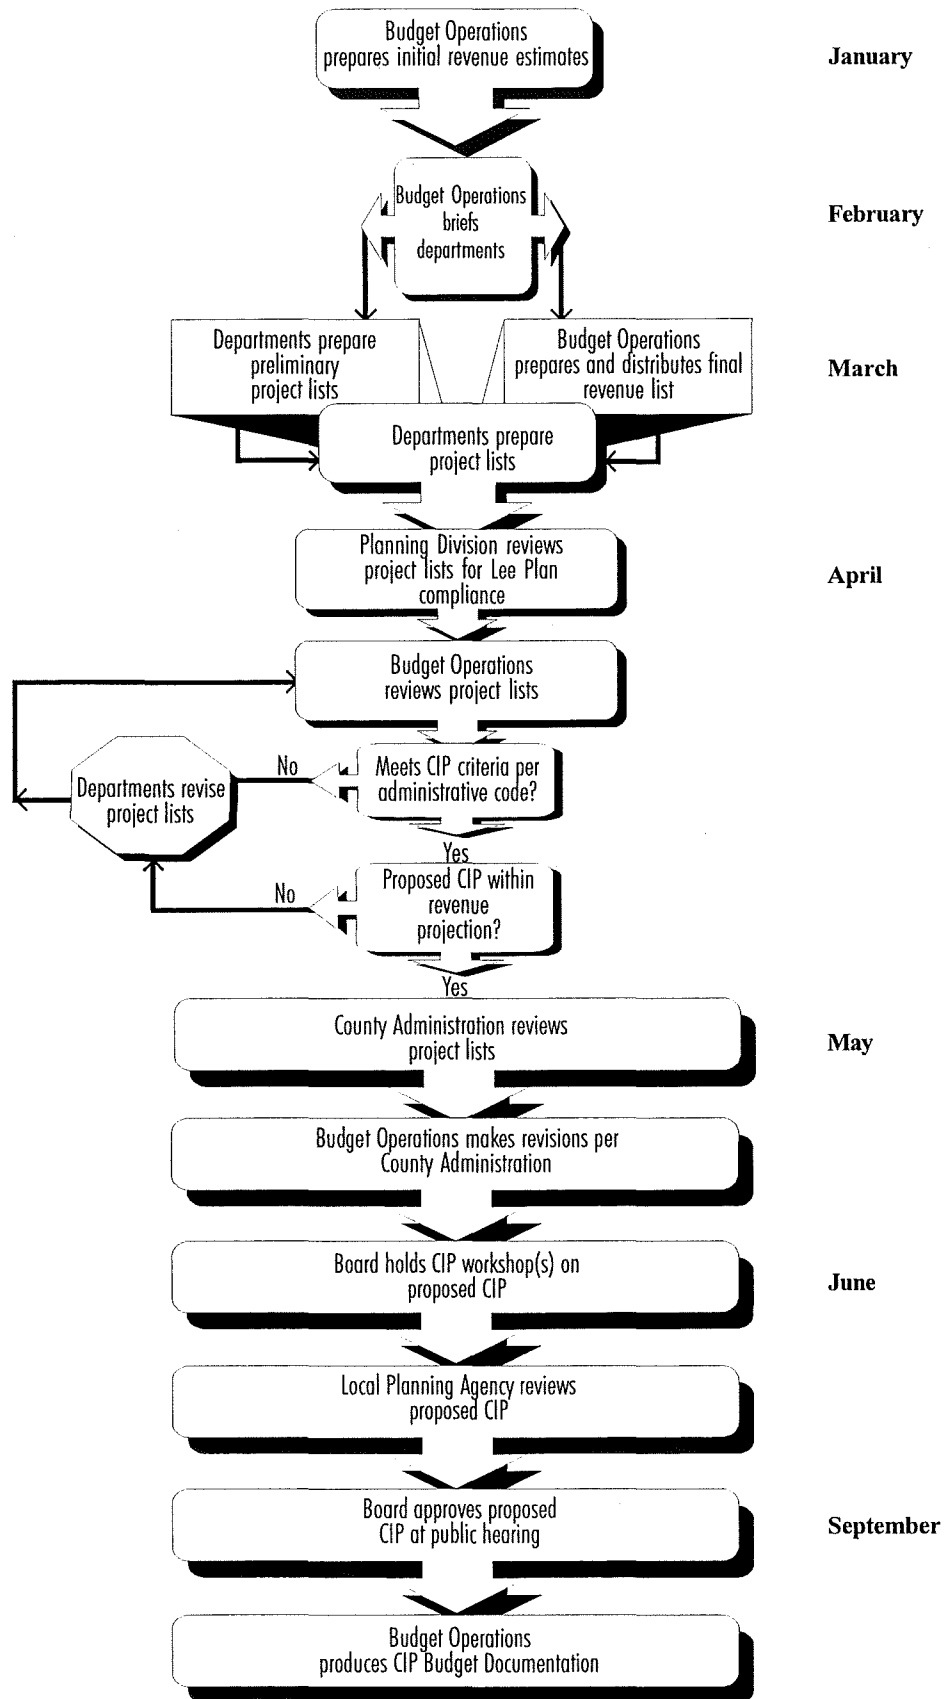 Budget Operations
prepares initial revenue estimates
January
Budget Operations
briefs
departments
February
Departments prepare
preliminary
project lists
Budget Operations
prepares and distributes final
revenue list
March
Departments prepare
project lists
Planning Division reviews
project lists for Lee Plan
compliance
April
Budget Operations
reviews project lists
Meets CIP criteria per
administrative code?
No
Departments revise
project lists
Yes
Proposed CIP within
revenue
projection?
No
Yes
County Administration reviews
project lists
May
Budget Operations makes revisions per
County Administration
Board holds CIP workshop(s) on
proposed CIP
June
Local Planning Agency reviews
proposed CIP
Board approves proposed
CIP at public hearing
September
Budget Operations
produces CIP Budget Documentation